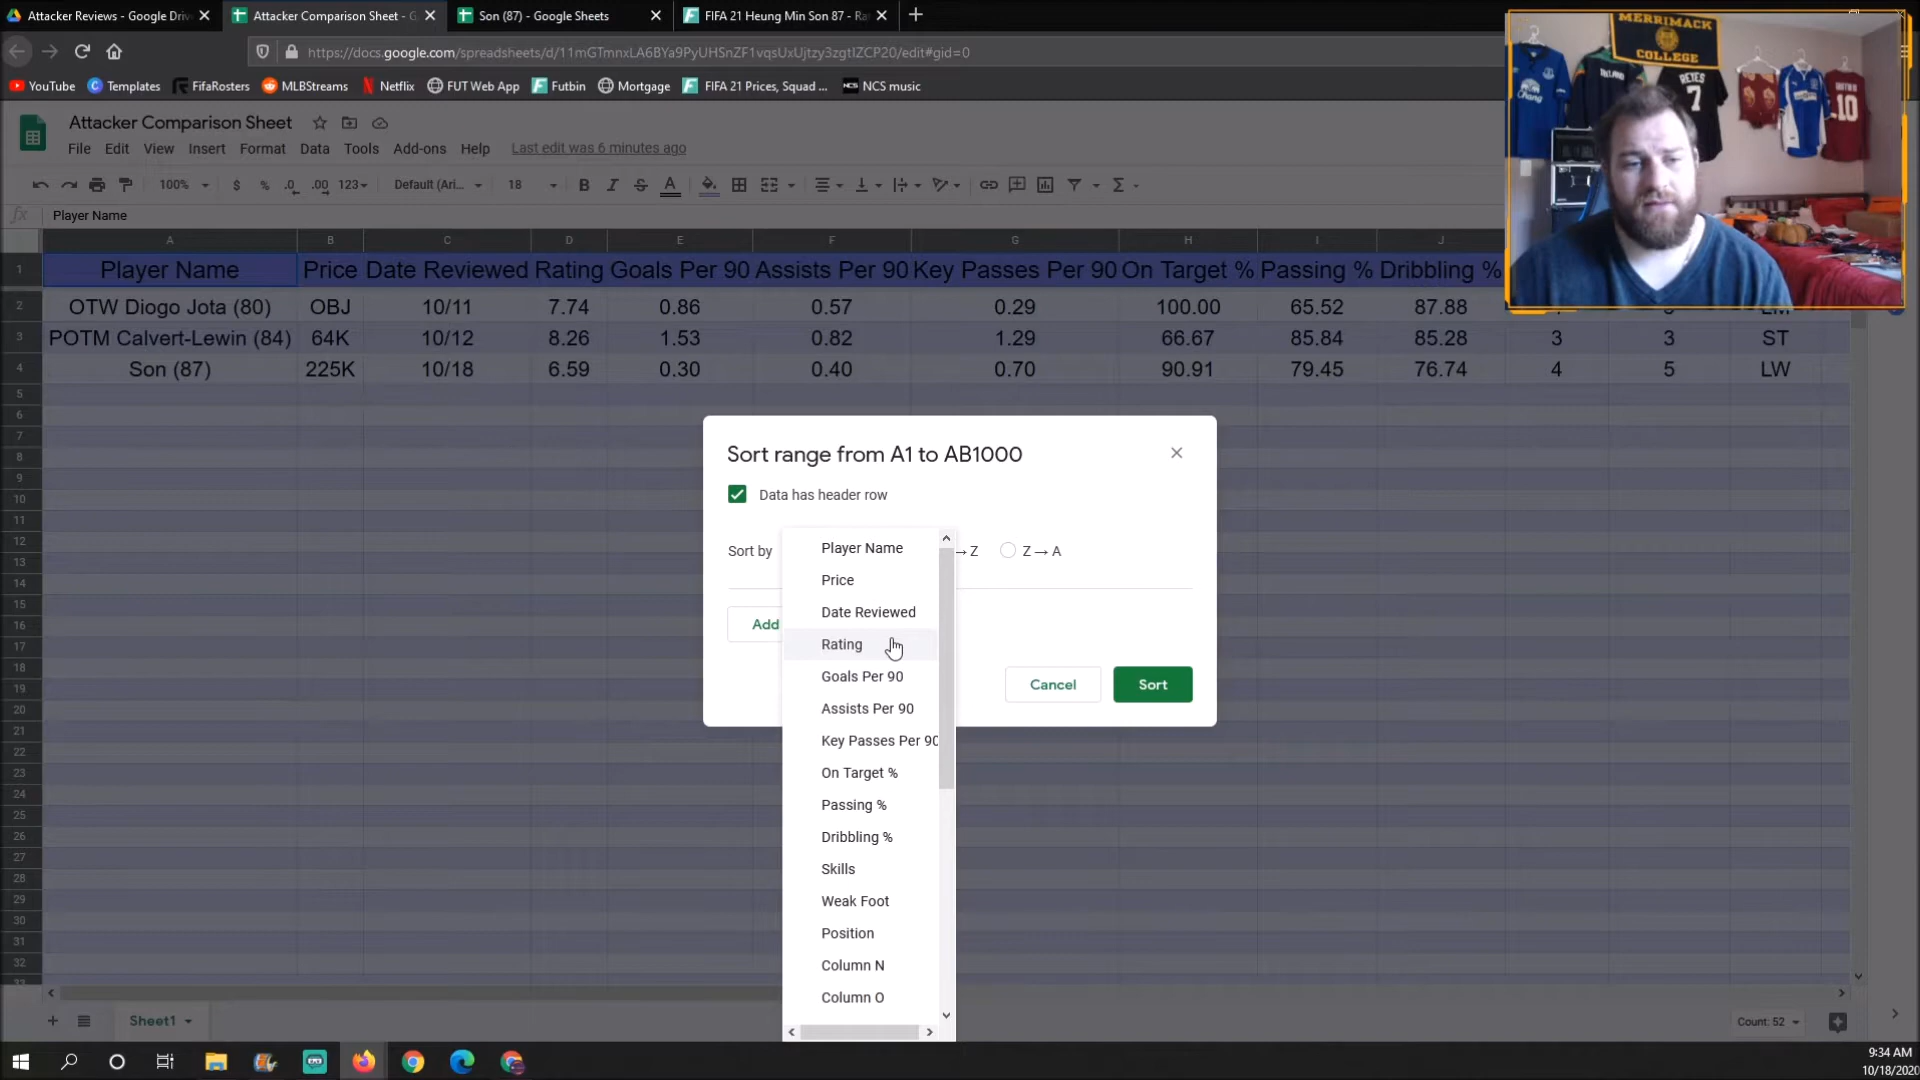 Attacker Reviews - Google Driv
Attacker Comparison Sheet - G
Son (87) - Google Sheets
FIFA 21 Heung Min Son 87 - Ra
https://docs.google.com/spreadsheets/d/11mGTmnxLA6BYa9PyUHSnZF1vqsUxUjtzy3zgtIZCP20/edit#gid=0
YouTube Templates FifaRosters MLBStreams Netflix FUT Web App Futbin Mortgage FIFA 21 Prices, Squad ... NCS music
MERRIMACK
COLLEGE
REYES
7
10
Chang
Attacker Comparison Sheet
File Edit View Insert Format Data Tools Add-ons Help Last edit was 6 minutes ago
100% $ % .0 .00 123 Default (Ari... 18 B I S A
fx Player Name
A B C D E F G H I J
1 Player Name Price Date Reviewed Rating Goals Per 90 Assists Per 90 Key Passes Per 90 On Target % Passing % Dribbling %
2 OTW Diogo Jota (80) OBJ 10/11 7.74 0.86 0.57 0.29 100.00 65.52 87.88
3 POTM Calvert-Lewin (84) 64K 10/12 8.26 1.53 0.82 1.29 66.67 85.84 85.28 3 3 ST
4 Son (87) 225K 10/18 6.59 0.30 0.40 0.70 90.91 79.45 76.74 4 5 LW
5
6
7
8
9
10
11
12
13
14
15
16
17
18
19
20
21
22
23
24
25
26
27
28
29
30
31
32
33
Sort range from A1 to AB1000
Data has header row
Sort by → Z Z → A
Player Name
Price
Date Reviewed
Rating
Goals Per 90
Assists Per 90
Key Passes Per 90
On Target %
Passing %
Dribbling %
Skills
Weak Foot
Position
Column N
Column O
Add
Cancel Sort
Sheet1
Count: 52
9:34 AM
10/18/2020